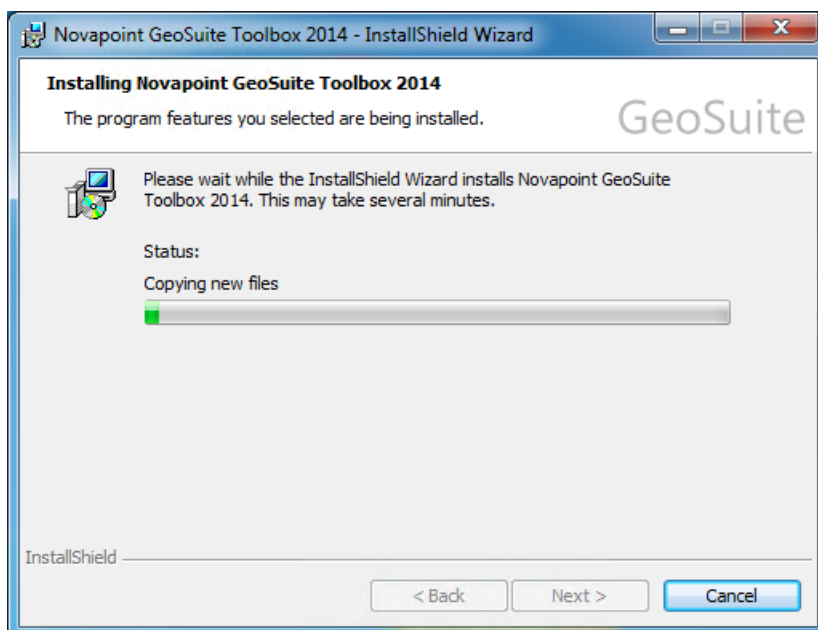 Novapoint GeoSuite Toolbox 2014 - InstallShield Wizard
Installing Novapoint GeoSuite Toolbox 2014
The program features you selected are being installed.
GeoSuite
Please wait while the InstallShield Wizard installs Novapoint GeoSuite
Toolbox 2014. This may take several minutes.
Status:
Copying new files
InstallShield
< Back Next > Cancel